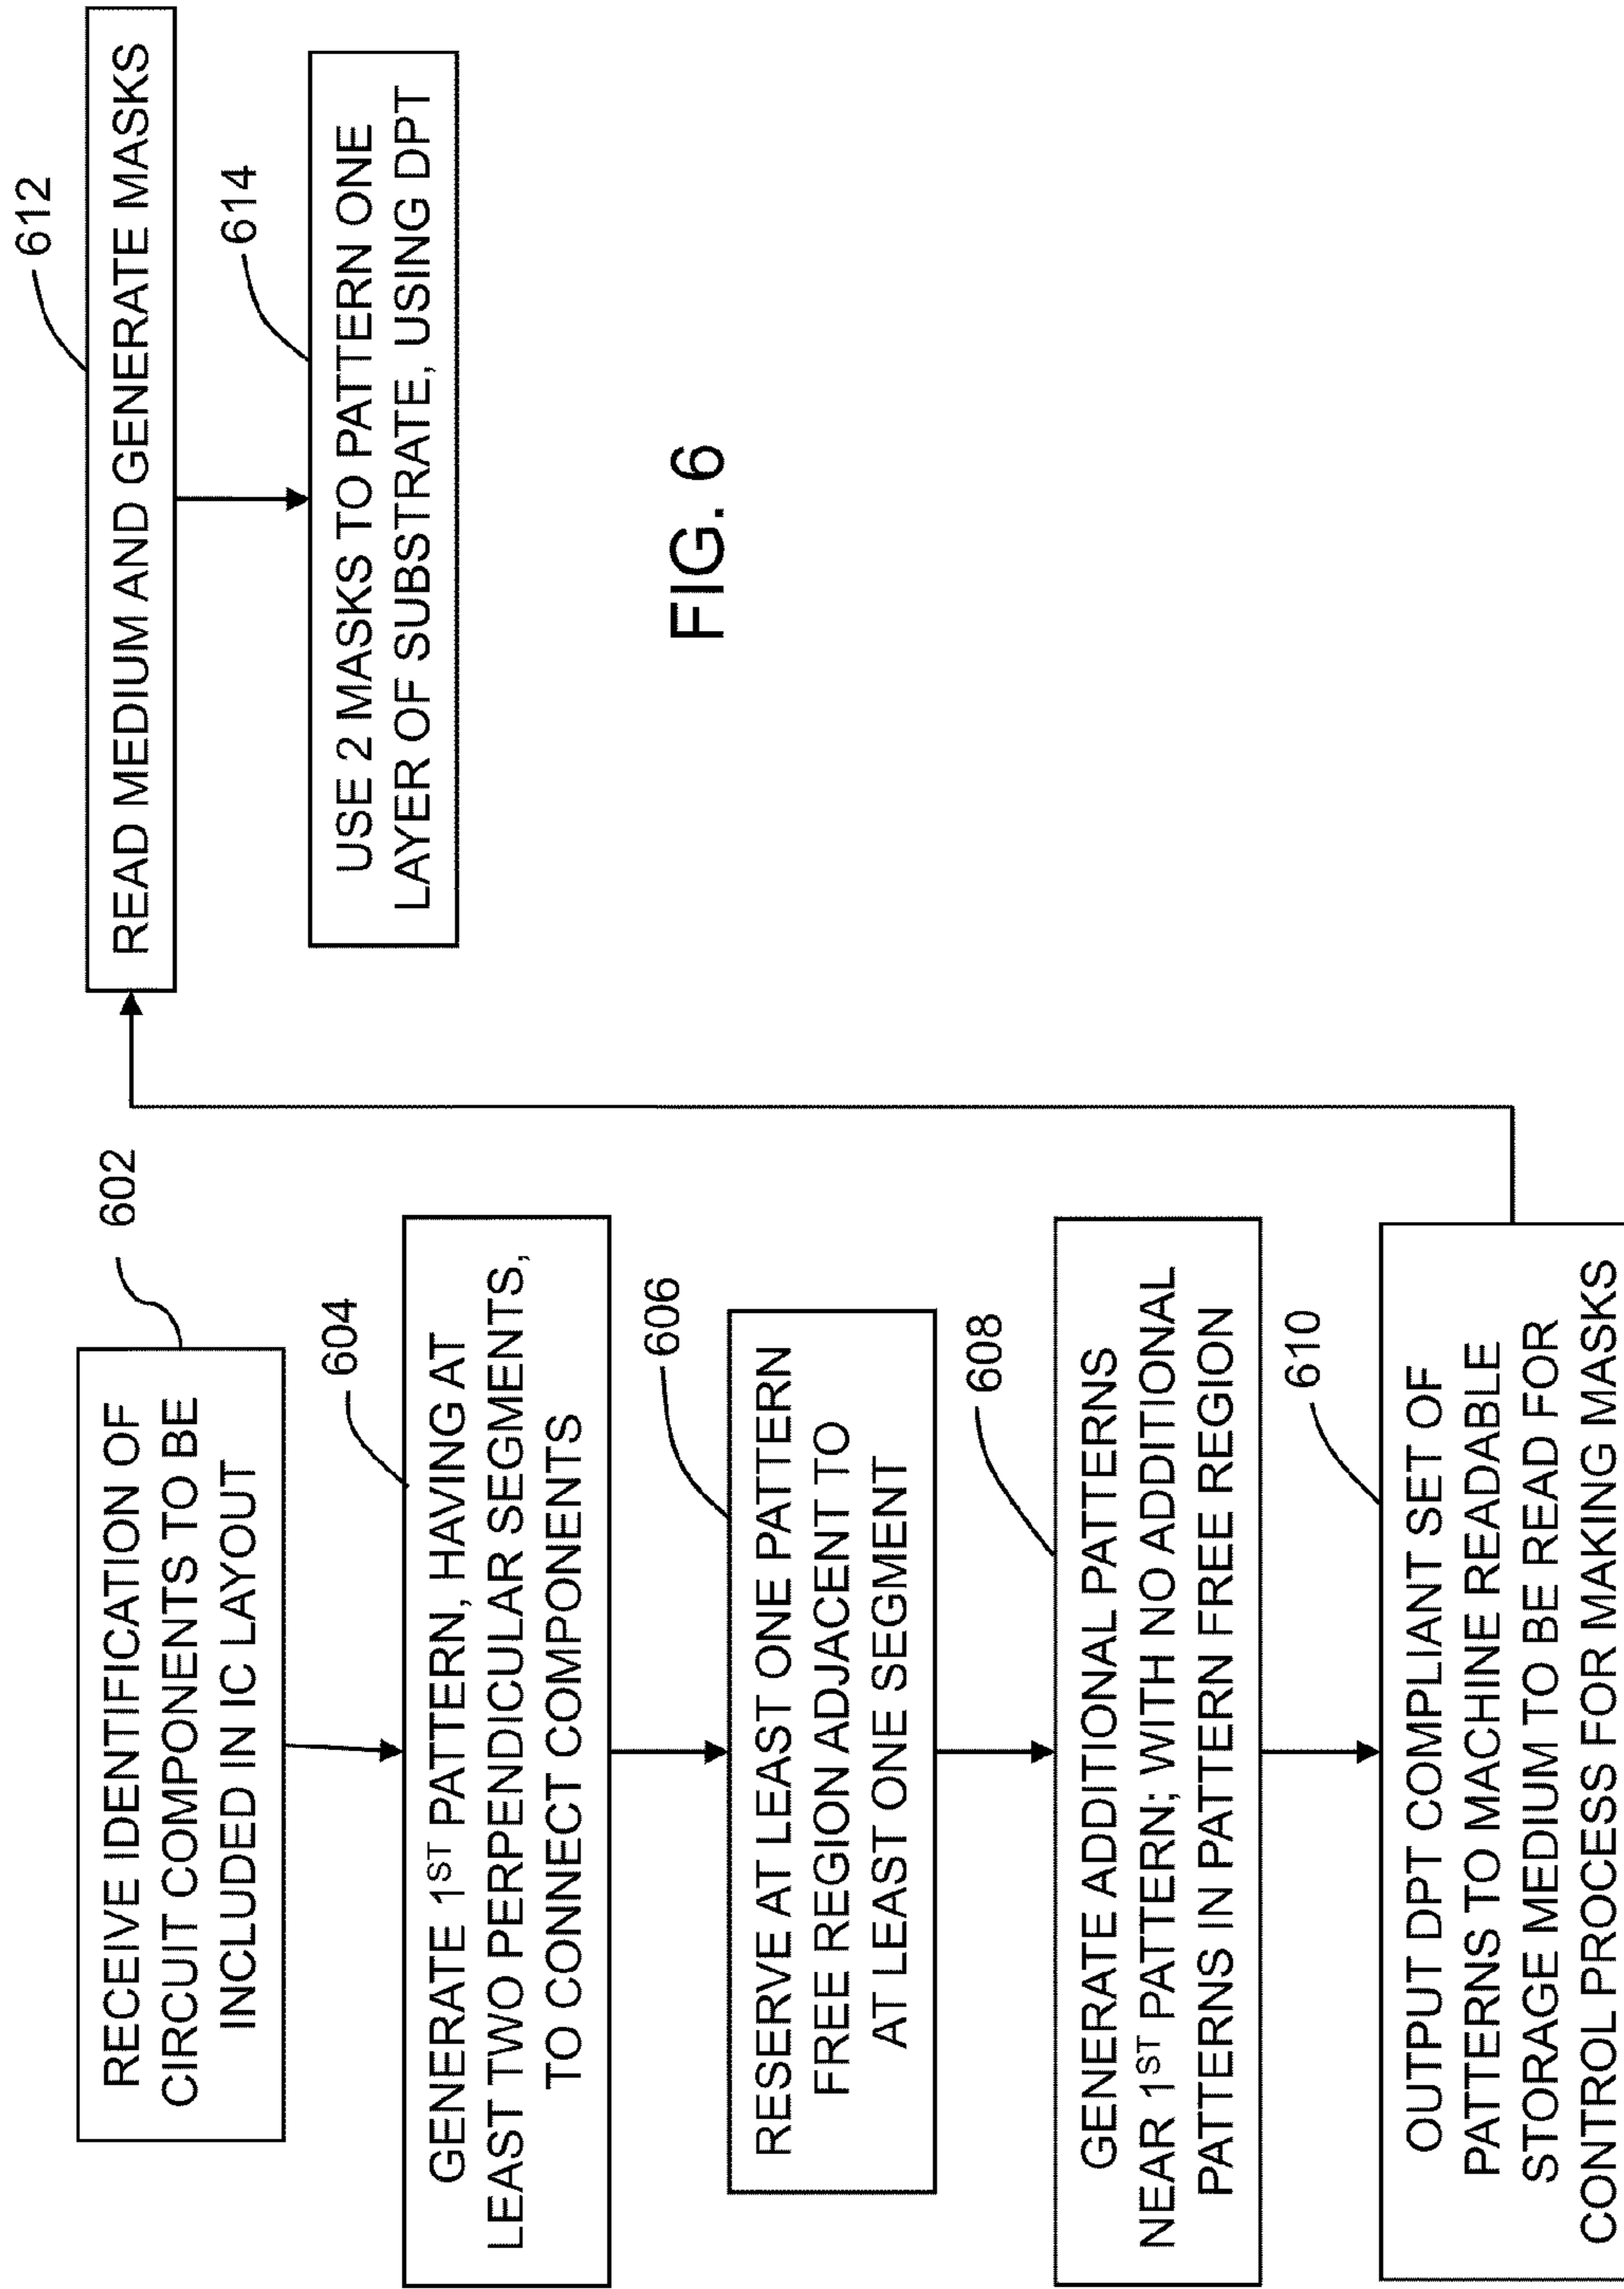 602
RECEIVE IDENTIFICATION OF
CIRCUIT COMPONENTS TO BE
INCLUDED IN IC LAYOUT
604
GENERATE 1ST PATTERN, HAVING AT
LEAST TWO PERPENDICULAR SEGMENTS,
TO CONNECT COMPONENTS
606
RESERVE AT LEAST ONE PATTERN
FREE REGION ADJACENT TO
AT LEAST ONE SEGMENT
608
GENERATE ADDITIONAL PATTERNS
NEAR 1ST PATTERN; WITH NO ADDITIONAL
PATTERNS IN PATTERN FREE REGION
610
OUTPUT DPT COMPLIANT SET OF
PATTERNS TO MACHINE READABLE
STORAGE MEDIUM TO BE READ FOR
CONTROL PROCESS FOR MAKING MASKS
612
READ MEDIUM AND GENERATE MASKS
614
USE 2 MASKS TO PATTERN ONE
LAYER OF SUBSTRATE, USING DPT
FIG. 6